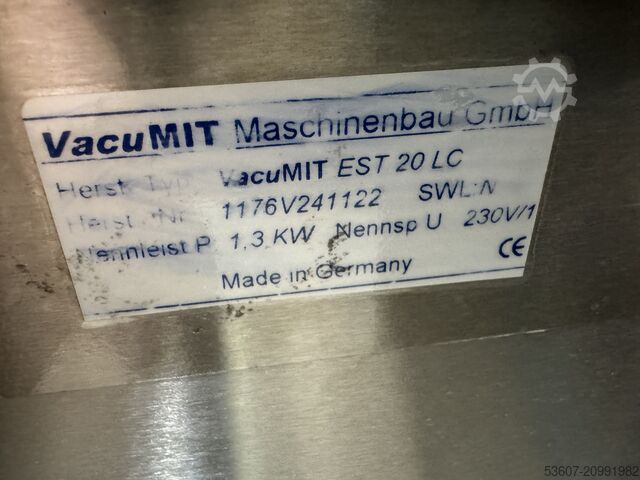 VacuMIT Maschinenbau GmbH
Herst. Typ VacuMIT EST 20 LC
Herst. Nr. 1176V241122 SWL: N
Nennleist P 1,3 KW Nennsp U 230V/1
Made in Germany CE
53607-20991982